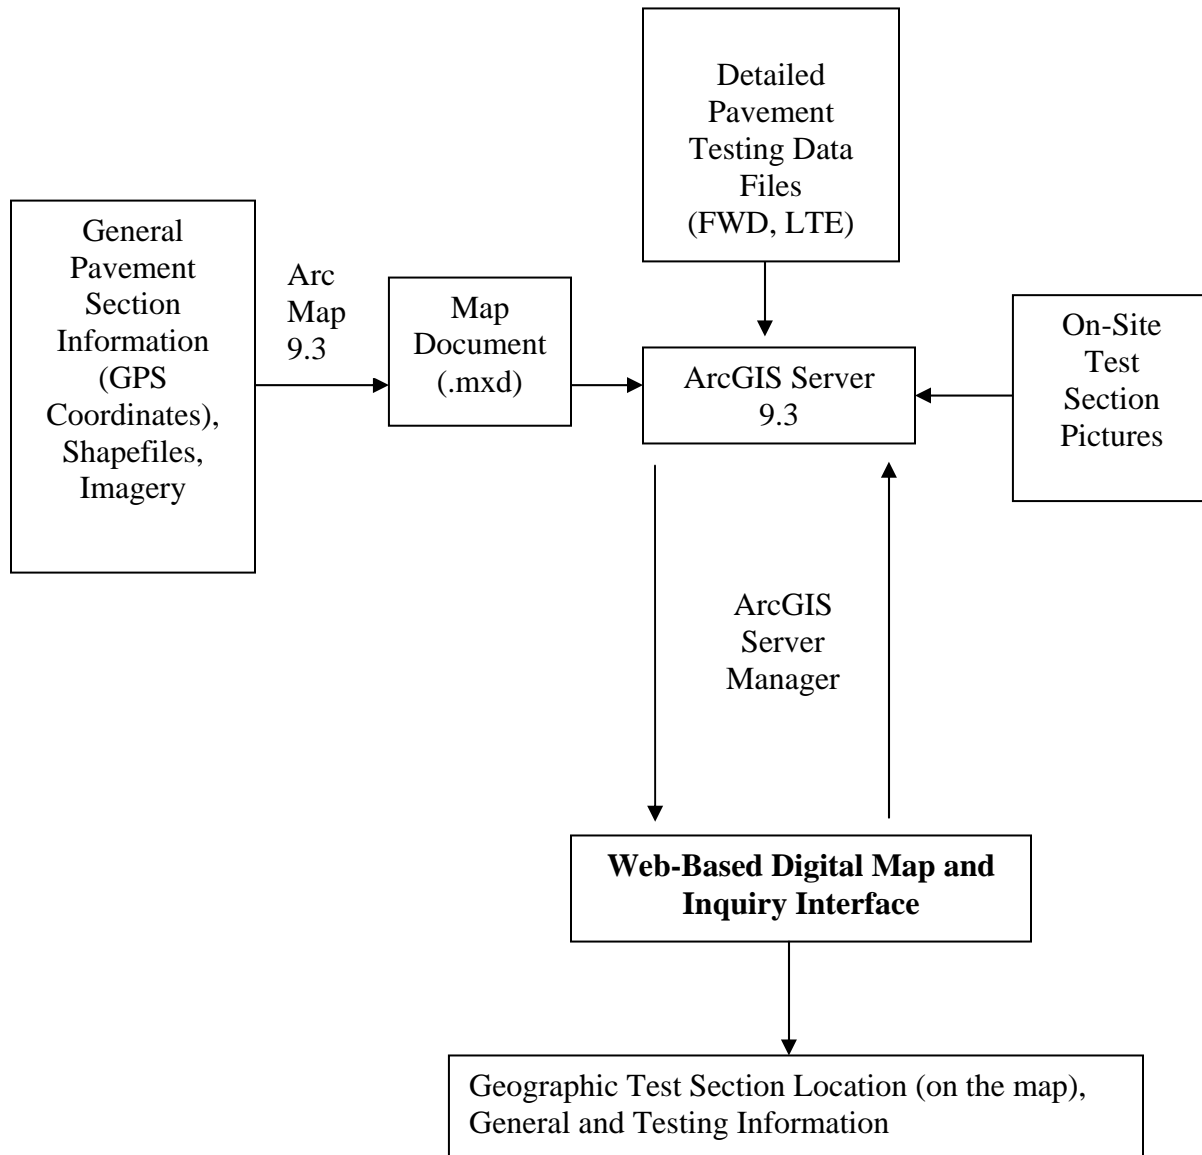 Detailed
Pavement
Testing Data
Files
(FWD, LTE)
General
Pavement
Section
Information
(GPS
Coordinates),
Shapefiles,
Imagery
Arc
Map
9.3
Map
Document
(.mxd)
ArcGIS Server
9.3
On-Site
Test
Section
Pictures
ArcGIS
Server
Manager
Web-Based Digital Map and
Inquiry Interface
Geographic Test Section Location (on the map),
General and Testing Information